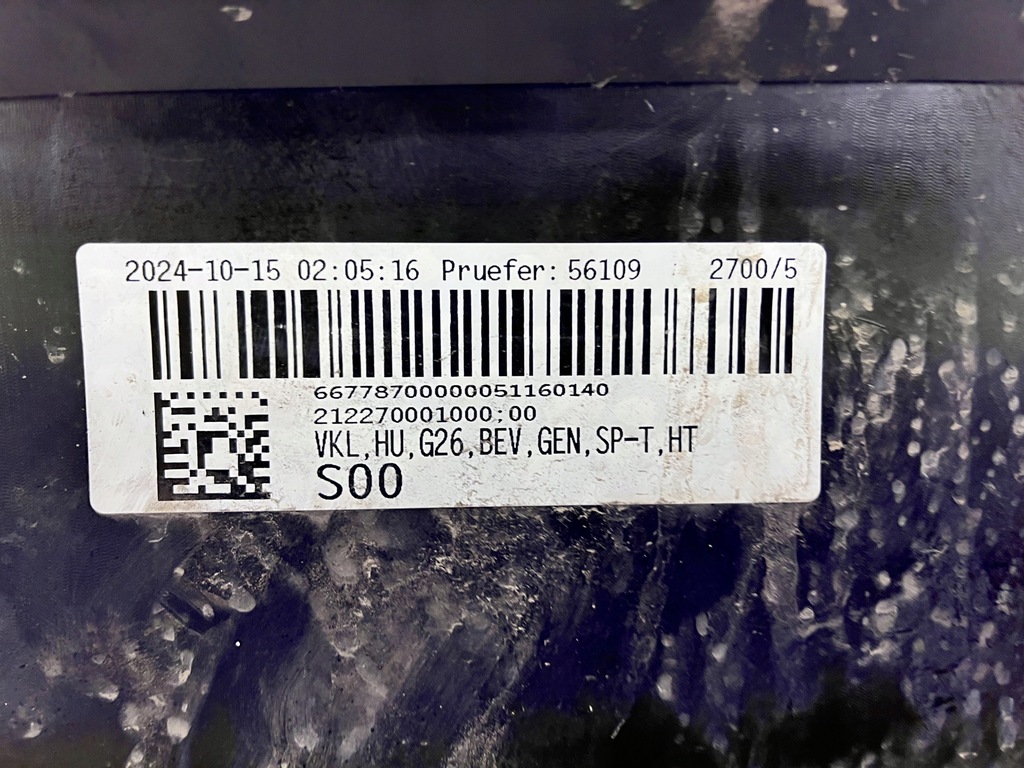 2024-10-15 02:05:16 Pruefer: 56109 2700/5
66778700000051160140
212270001000;00
VKL,HU,G26,BEV,GEN,SP-T,HT
S00